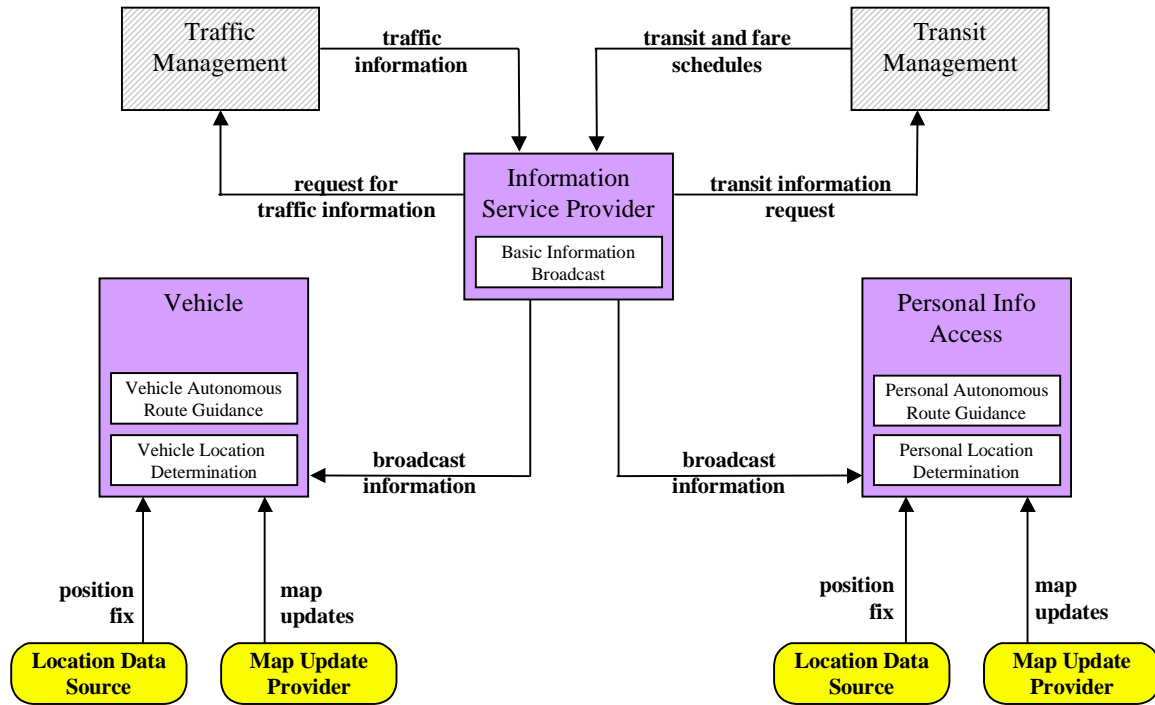 Traffic
Management
traffic
information
transit and fare
schedules
Transit
Management
request for
traffic information
Information
Service Provider
Basic Information
Broadcast
transit information
request
Vehicle
Vehicle Autonomous
Route Guidance
Vehicle Location
Determination
broadcast
information
broadcast
information
Personal Info
Access
Personal Autonomous
Route Guidance
Personal Location
Determination
position
fix
map
updates
position
fix
map
updates
Location Data
Source
Map Update
Provider
Location Data
Source
Map Update
Provider